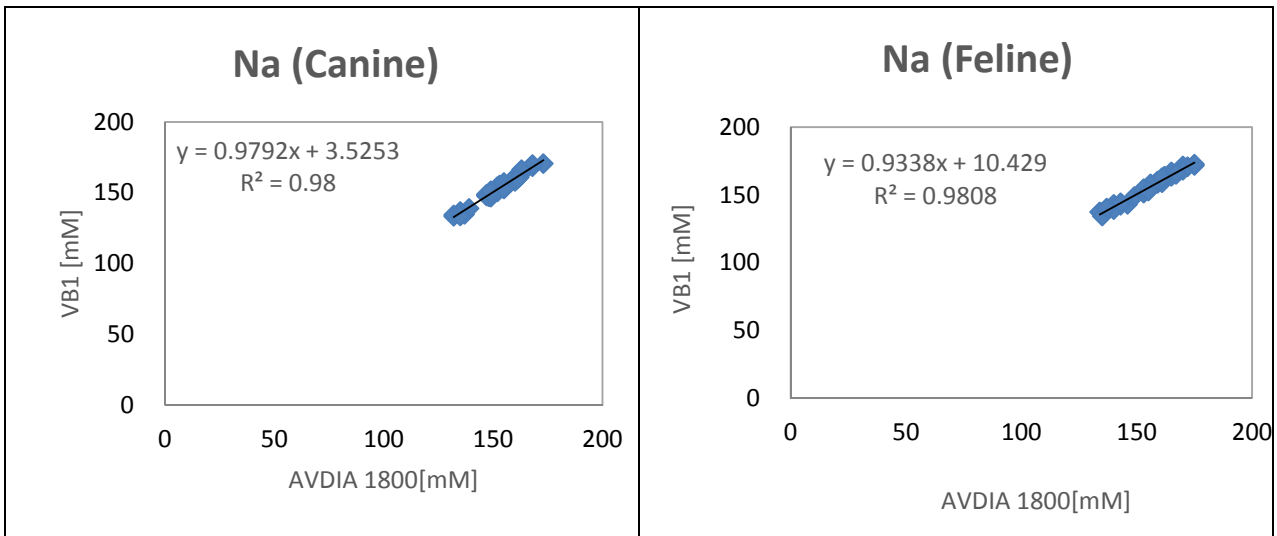 Na (Canine)
y = 0.9792x + 3.5253
R² = 0.98
200
150
100
50
0
VB1 [mM]
0 50 100 150 200
AVDIA 1800[mM]
Na (Feline)
y = 0.9338x + 10.429
R² = 0.9808
200
150
100
50
0
VB1 [mM]
0 50 100 150 200
AVDIA 1800[mM]